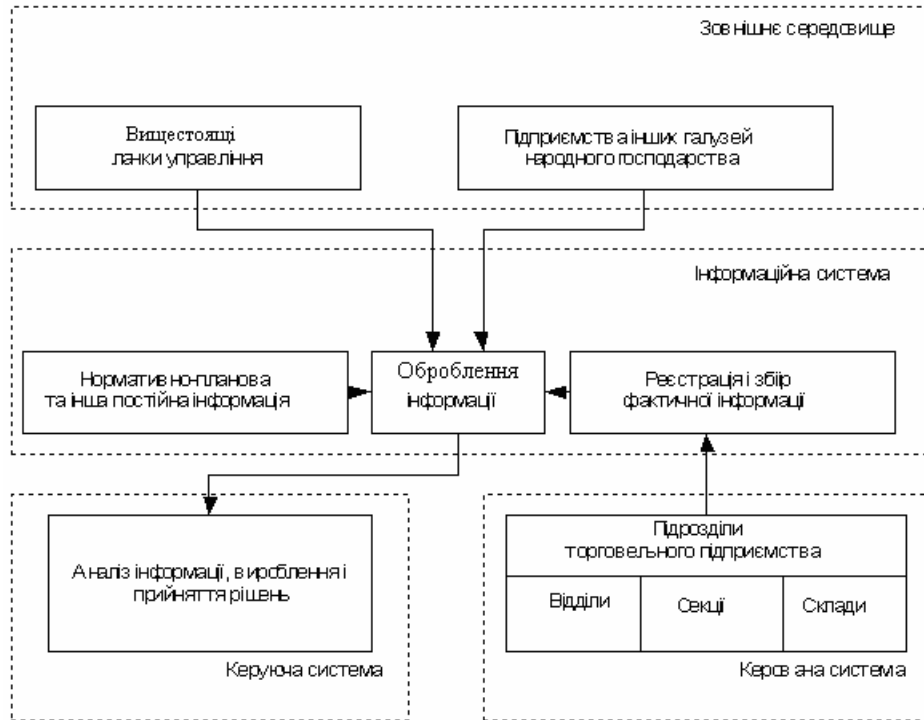 Зовнішнє середовище
Вищестоящі
ланки управління
Підприємства інших галузей
народного господарства
Інформаційна система
Нормативно-планова
та інша постійна інформація
Оброблення
інформації
Реєстрація і збіір
фактичної інформації
Аналіз інформації, вироблення і
прийняття рішень
Керуюча система
Підрозділи
торговельного підприємства
Відділи
Секції
Склади
Керована система